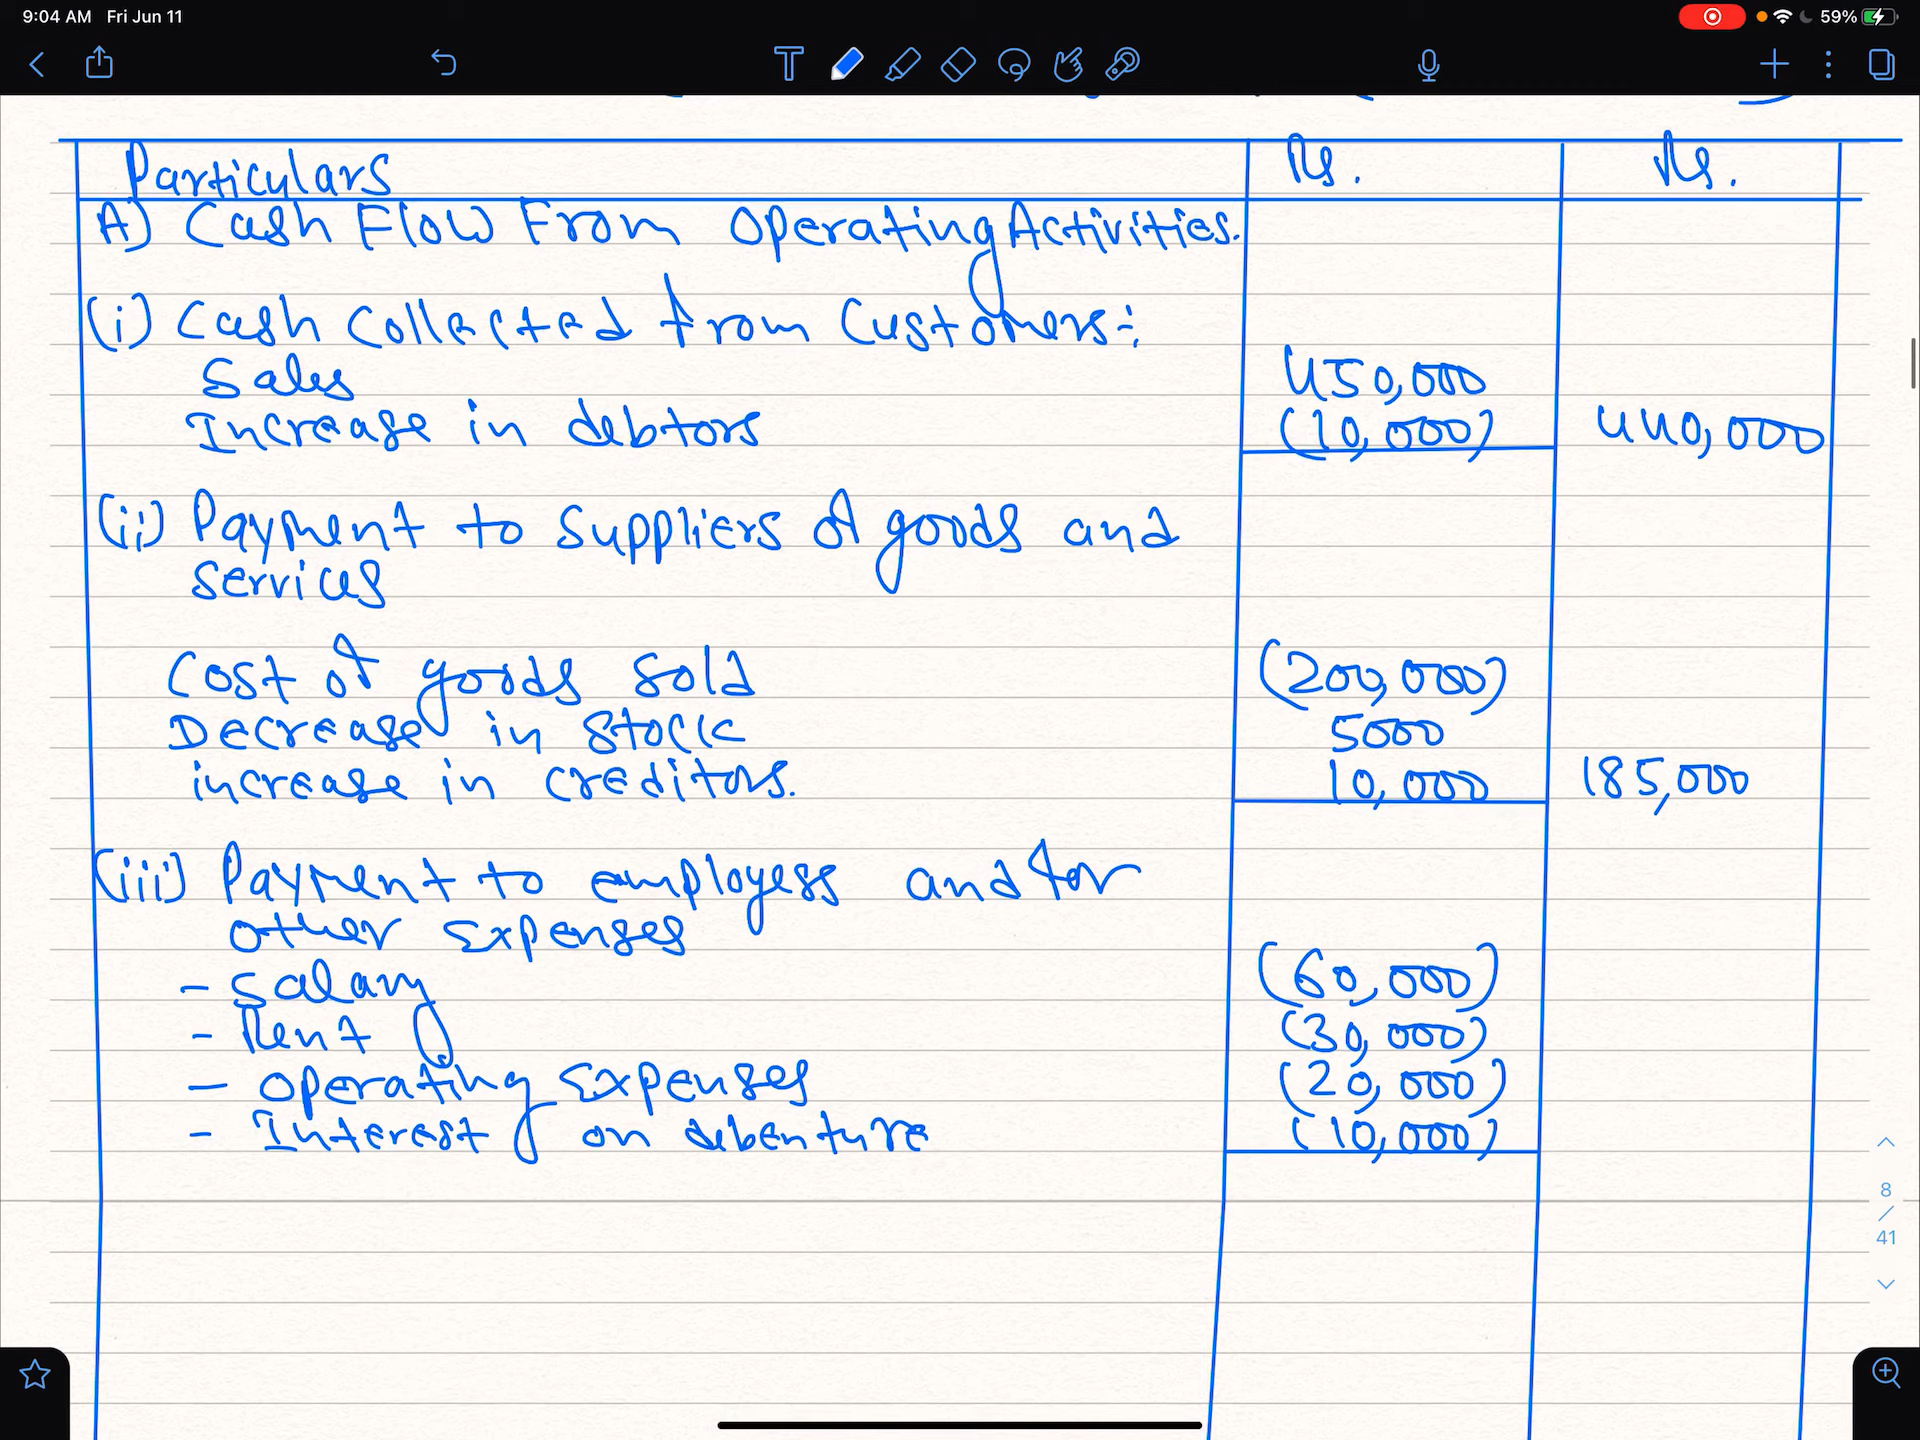 9:04 AM Fri Jun 11
59%
Particulars Rs. Rs.
A) Cash Flow From Operating Activities.
(i) Cash collected from Customers:
Sales 450,000
Increase in debtors (10,000) 440,000
(ii) Payment to suppliers of goods and
services
Cost of goods sold (200,000)
Decrease in stock 5000
increase in creditors. 10,000 185,000
(iii) Payment to employess and for
other expenses
- Salary (60,000)
- Rent (30,000)
- Operating Expenses (20,000)
- Interest on debenture (10,000)
8
/
41